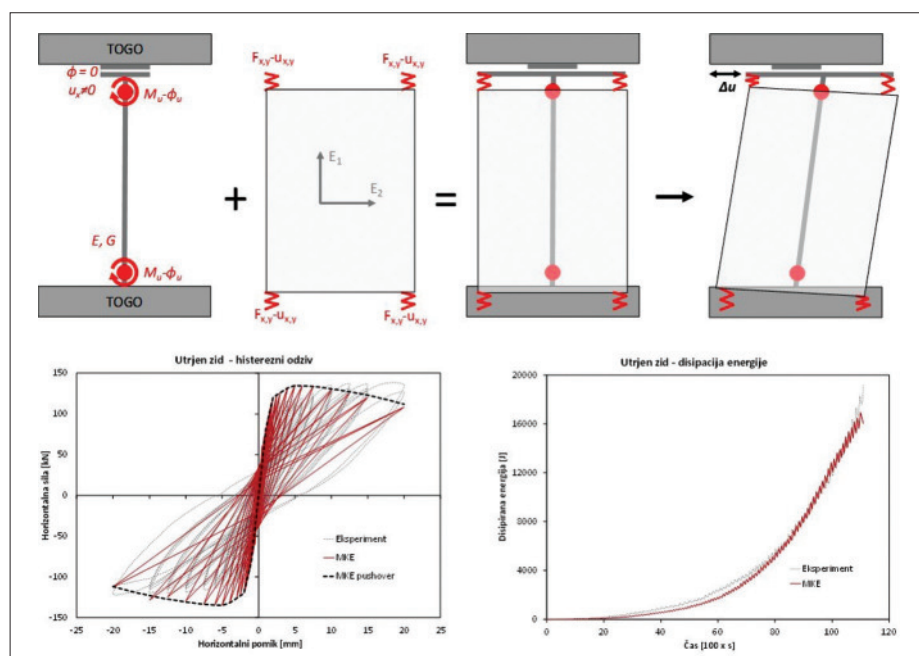 TOGO
ϕ = 0
uₓ≠0
Mᵤ-ϕᵤ
E, G
Mᵤ-ϕᵤ
TOGO
+
Fₓ,ᵧ-uₓ,ᵧ Fₓ,ᵧ-uₓ,ᵧ
E₁
E₂
Fₓ,ᵧ-uₓ,ᵧ Fₓ,ᵧ-uₓ,ᵧ
=
Δu
Utrjen zid - histerezni odziv
Horizontalna sila [kN]
150
100
50
0
-50
-100
-150
Eksperiment
MKE
MKE pushover
-25 -20 -15 -10 -5 0 5 10 15 20 25
Horizontalni pomik [mm]
Utrjen zid - disipacija energije
Disipirana energija [J]
20000
16000
12000
8000
4000
0
Eksperiment
MKE
0 20 40 60 80 100 120
Čas [100 x s]